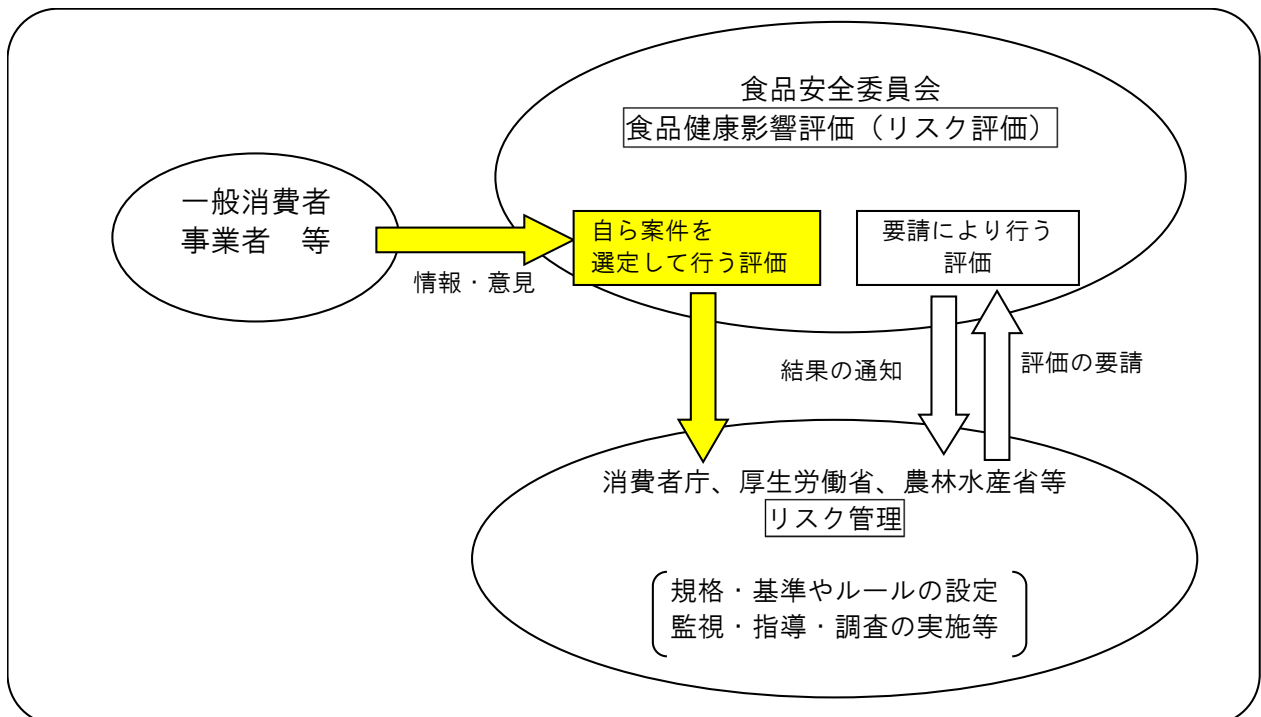 食品安全委員会
食品健康影響評価（リスク評価）
一般消費者
事業者　等
情報・意見
自ら案件を
選定して行う評価
要請により行う
評価
結果の通知
評価の要請
消費者庁、厚生労働省、農林水産省等
リスク管理
規格・基準やルールの設定
監視・指導・調査の実施等